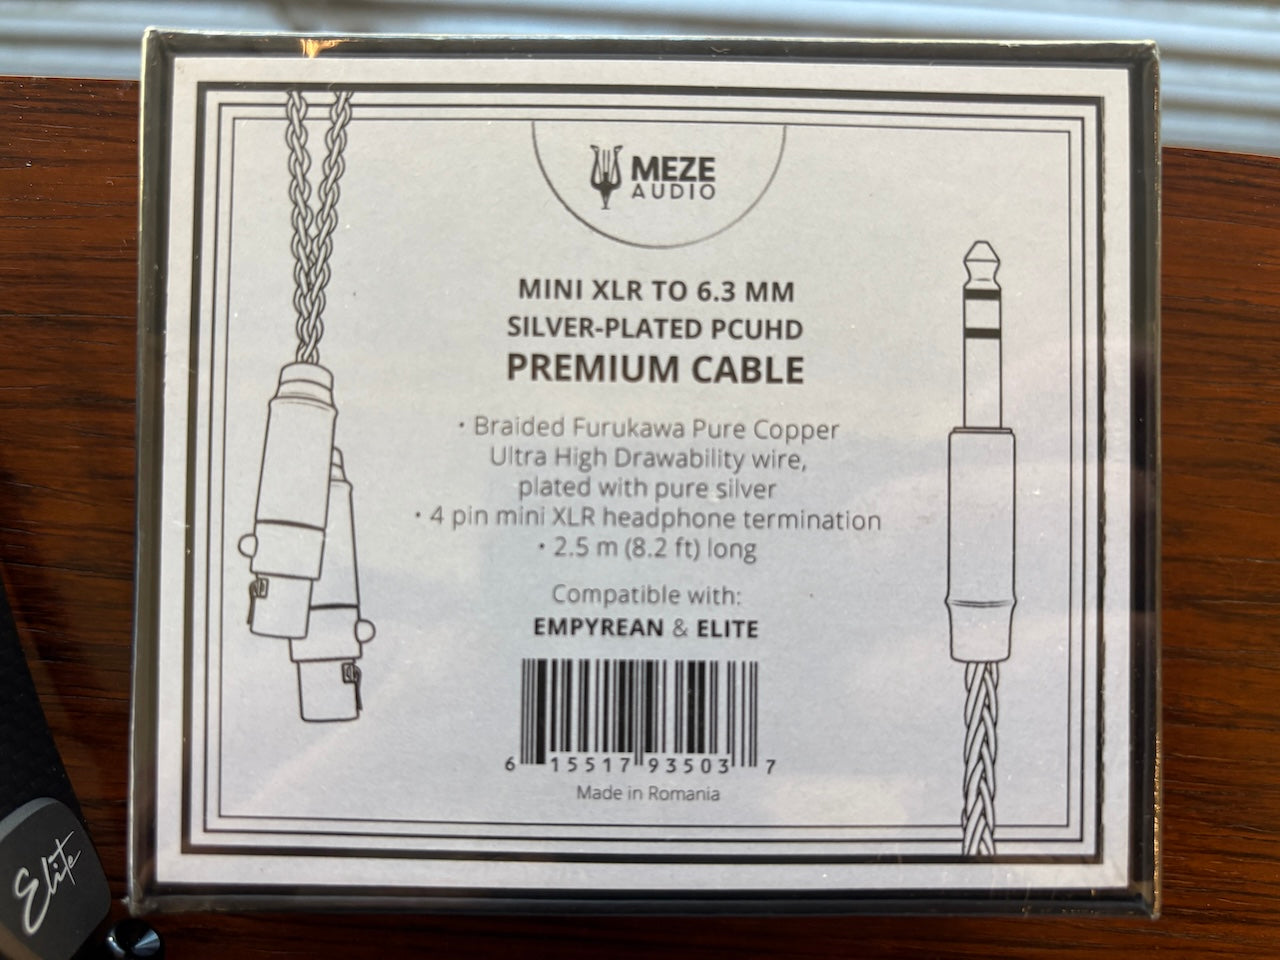 MEZE
AUDIO
MINI XLR TO 6.3 MM
SILVER-PLATED PCUHD
PREMIUM CABLE
• Braided Furukawa Pure Copper
Ultra High Drawability wire,
plated with pure silver
• 4 pin mini XLR headphone termination
• 2.5 m (8.2 ft) long
Compatible with:
EMPYREAN & ELITE
6 15517 93503 7
Made in Romania
Elite